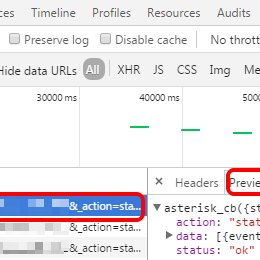 ces Timeline Profiles Resources Audits
Preserve log Disable cache No thrott
Hide data URLs All XHR JS CSS Img Me
30000 ms 40000 ms 500
&_action=sta...
&_action=sta...
&_action=sta...
× Headers Previe
▼asterisk_cb({st
action: "stat
▶ data: [{event
status: "ok"